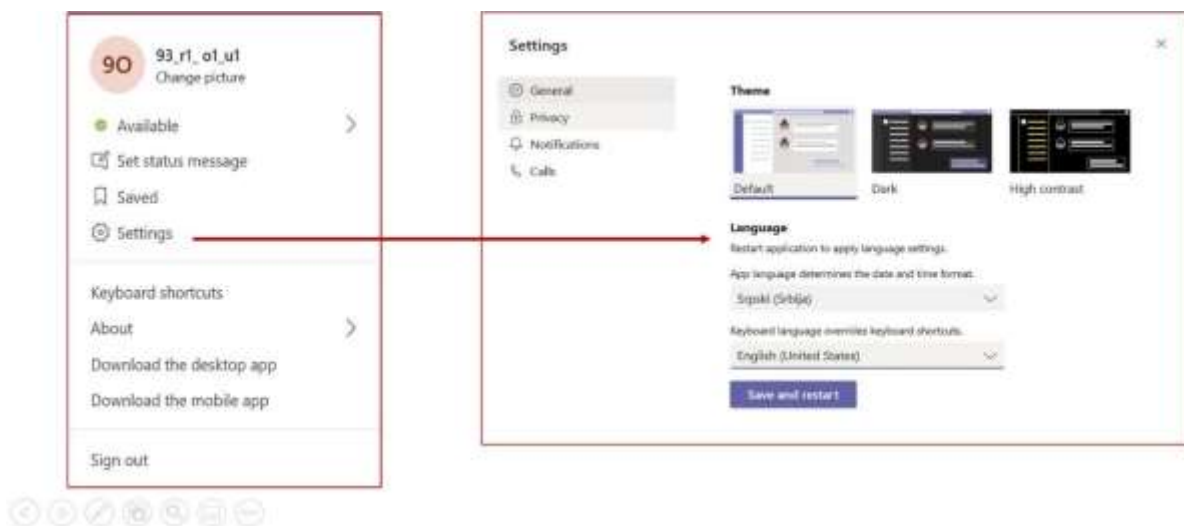 9O
93_r1_ o1_u1
Change picture
Available
Set status message
Saved
Settings
Keyboard shortcuts
About
Download the desktop app
Download the mobile app
Sign out
Settings
General
Privacy
Notifications
Calls
Theme
Default
Dark
High contrast
Language
Restart application to apply language settings.
App language determines the date and time format.
Srpski (Srbija)
Keyboard language overrides keyboard shortcuts.
English (United States)
Save and restart